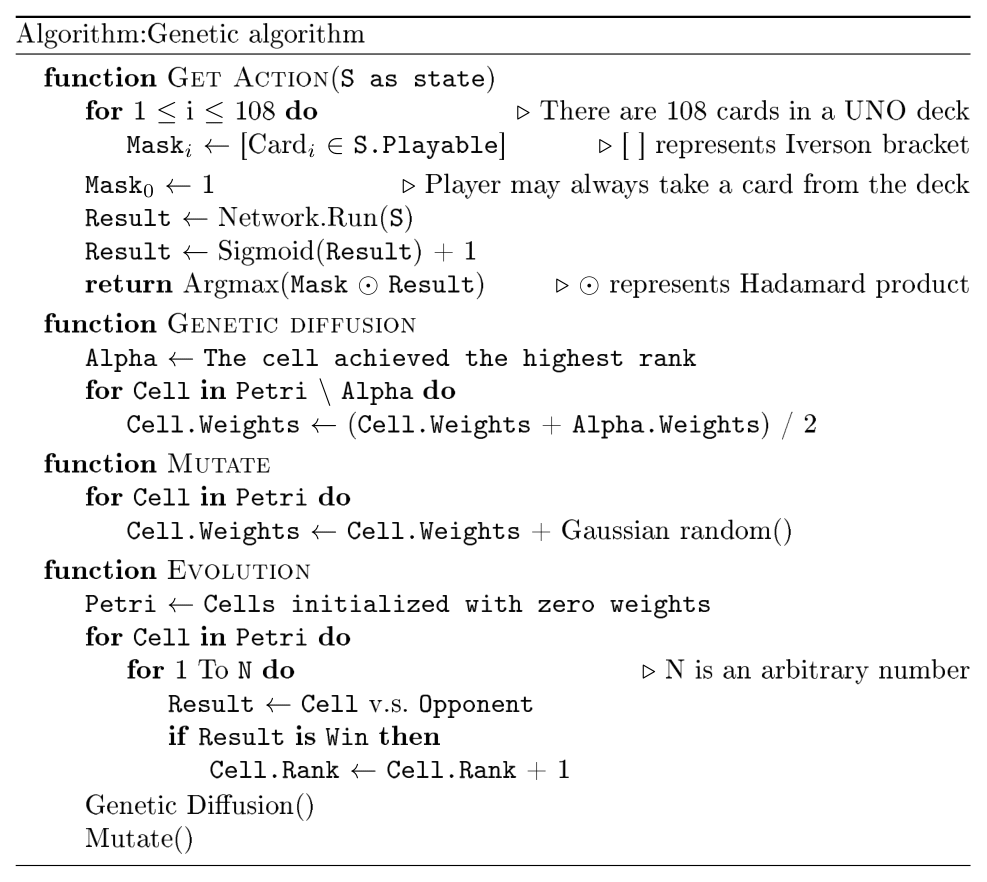 Algorithm:Genetic algorithm
function GET ACTION(S as state)
for 1 ≤ i ≤ 108 do ▷ There are 108 cards in a UNO deck
Maskᵢ ← [Cardᵢ ∈ S.Playable] ▷ [ ] represents Iverson bracket
Mask₀ ← 1 ▷ Player may always take a card from the deck
Result ← Network.Run(S)
Result ← Sigmoid(Result) + 1
return Argmax(Mask ⊙ Result) ▷ ⊙ represents Hadamard product
function GENETIC DIFFUSION
Alpha ← The cell achieved the highest rank
for Cell in Petri \ Alpha do
Cell.Weights ← (Cell.Weights + Alpha.Weights) / 2
function MUTATE
for Cell in Petri do
Cell.Weights ← Cell.Weights + Gaussian random()
function EVOLUTION
Petri ← Cells initialized with zero weights
for Cell in Petri do
for 1 To N do ▷ N is an arbitrary number
Result ← Cell v.s. Opponent
if Result is Win then
Cell.Rank ← Cell.Rank + 1
Genetic Diffusion()
Mutate()